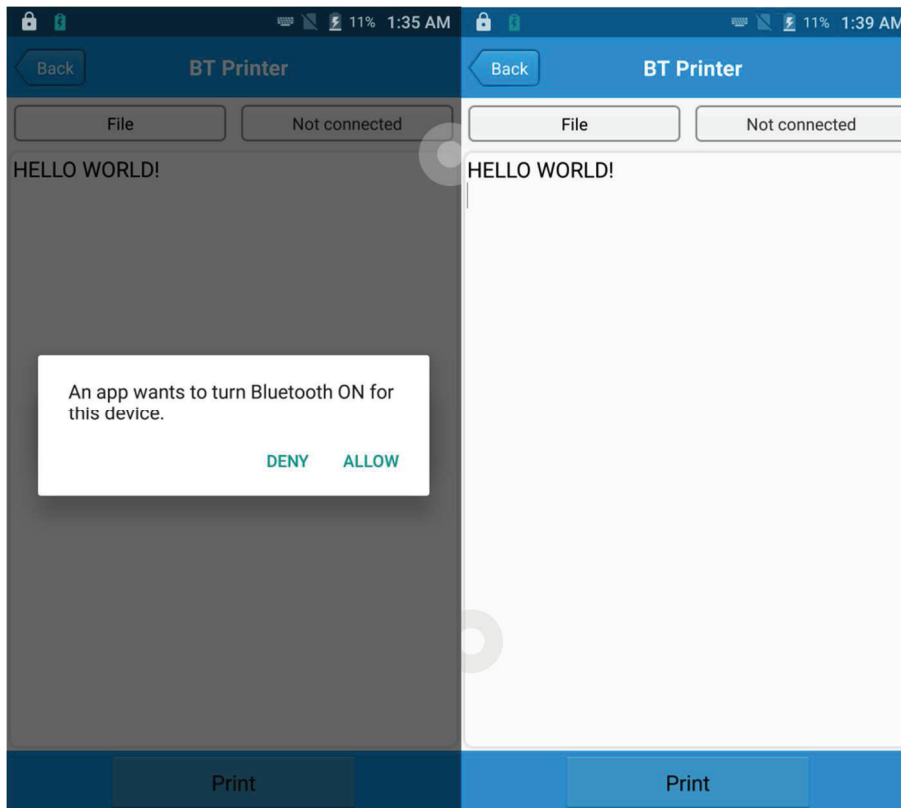 11% 1:35 AM
Back
BT Printer
File
Not connected
HELLO WORLD!
An app wants to turn Bluetooth ON for
this device.
DENY
ALLOW
Print
11% 1:39 AM
Back
BT Printer
File
Not connected
HELLO WORLD!
Print